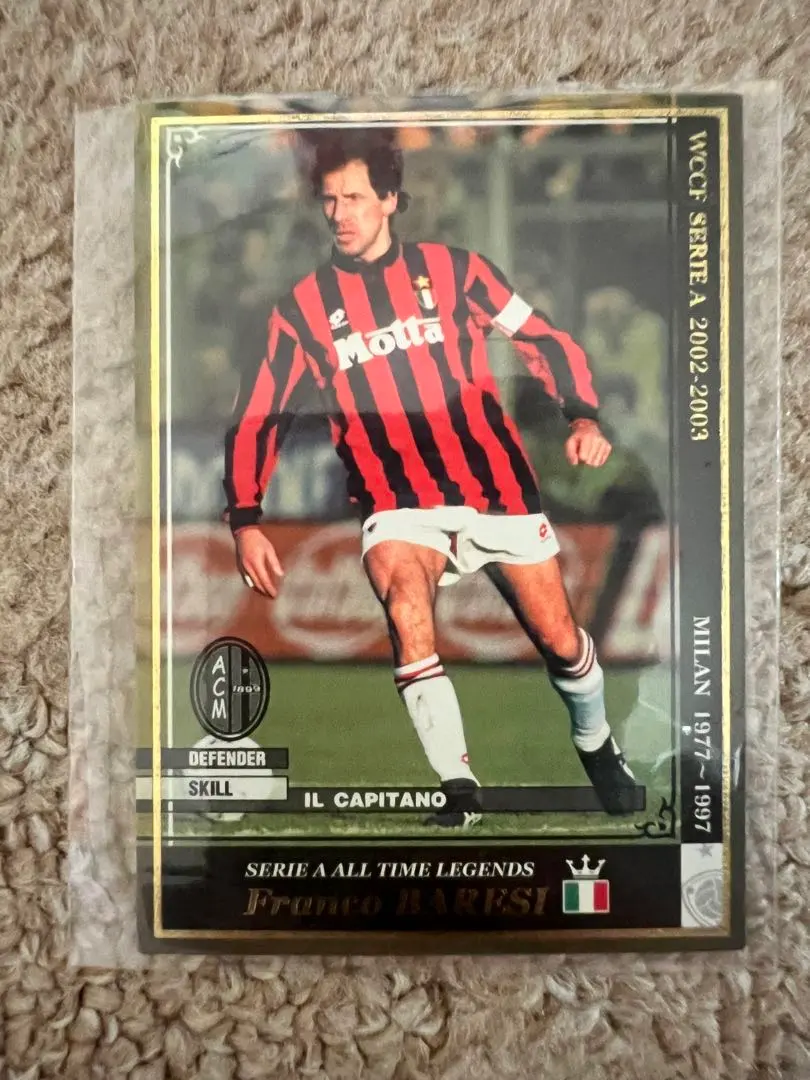 WCCF SERIE A 2002-2003
MILAN 1977~1997
Motta
ACM
1899
DEFENDER
SKILL
IL CAPITANO
SERIE A ALL TIME LEGENDS
Franco BARESI